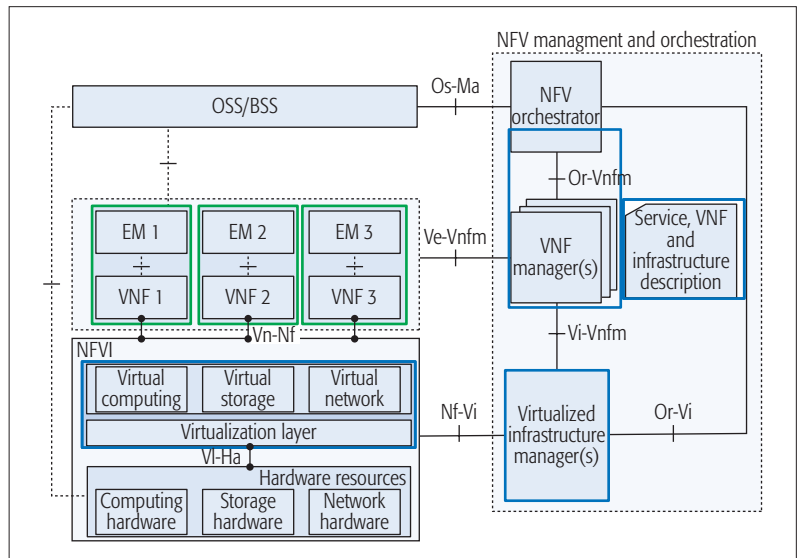 NFV managment and orchestration
Os-Ma
OSS/BSS
NFV
orchestrator
Or-Vnfm
EM 1
EM 2
EM 3
Ve-Vnfm
VNF
manager(s)
Service, VNF
and
infrastructure
description
VNF 1
VNF 2
VNF 3
Vn-Nf
Vi-Vnfm
NFVI
Virtual
computing
Virtual
storage
Virtual
network
Nf-Vi
Virtualized
infrastructure
manager(s)
Or-Vi
Virtualization layer
Vl-Ha
Hardware resources
Computing
hardware
Storage
hardware
Network
hardware